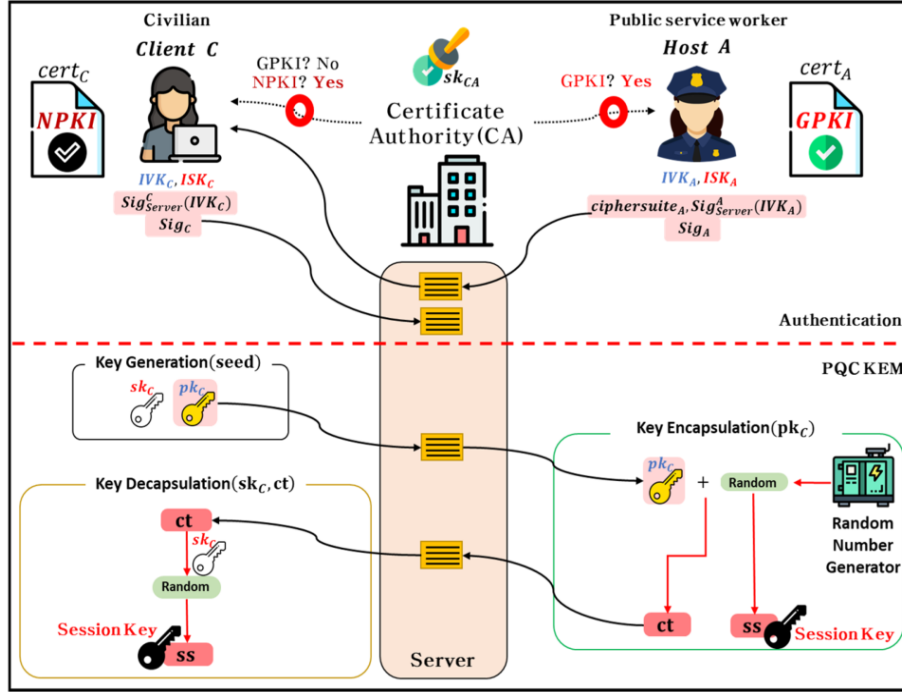 Civilian
Client C
Public service worker
Host A
cert_C
NPKI
GPKI? No
NPKI? Yes
sk_CA
Certificate
Authority(CA)
GPKI? Yes
cert_A
GPKI
IVK_C, ISK_C
Sig^C_Server(IVK_C)
Sig_C
IVK_A, ISK_A
ciphersuite_A, Sig^A_Server(IVK_A)
Sig_A
Authentication
PQC KEM
Key Generation(seed)
sk_C
pk_C
Key Encapsulation(pk_C)
pk_C
+
Random
Random
Number
Generator
ct
ss
Session Key
Key Decapsulation(sk_C, ct)
ct
sk_C
Random
Session Key
ss
Server